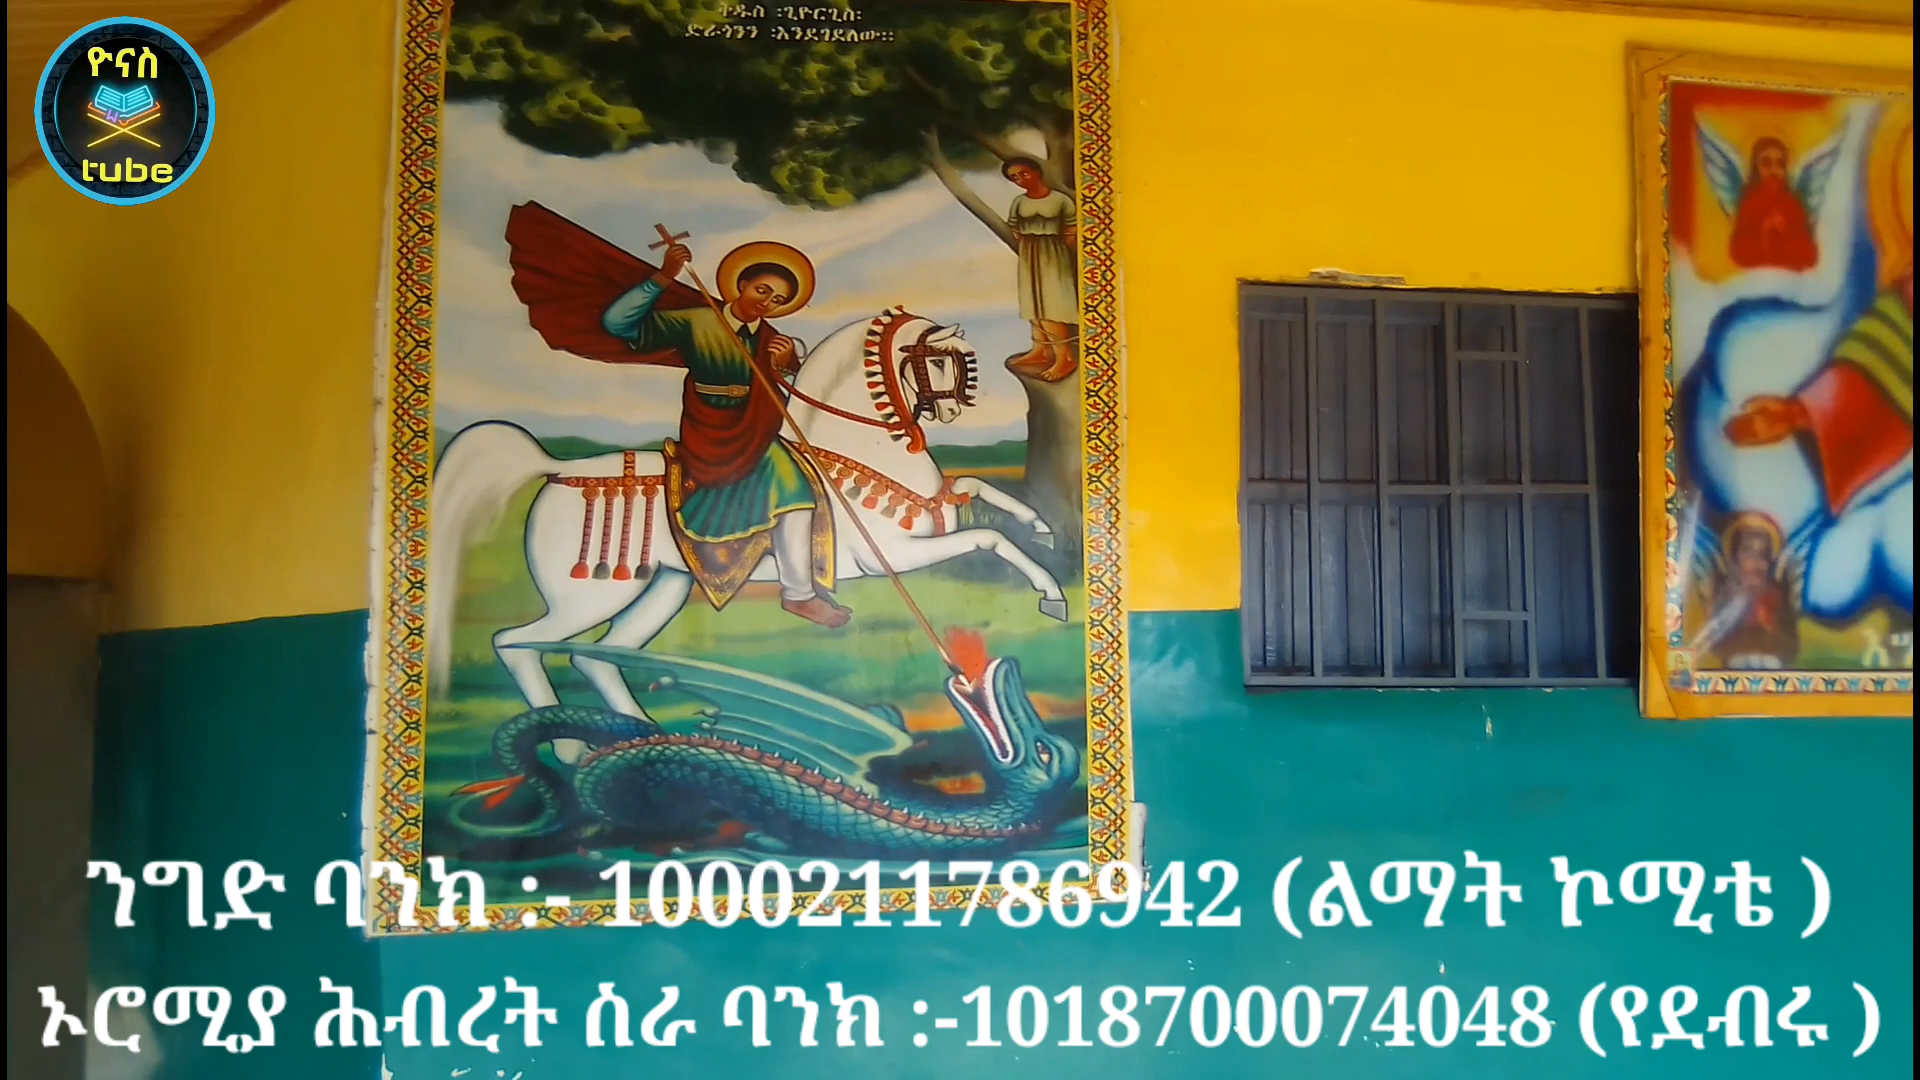 ቅዱስ ፡ጊዮርጊስ፡
ድራጎንን ፡እንደገደለው፡፡
ዮናስ
tube
ንግድ ባንክ :- 1000211786942 (ልማት ኮሚቴ )
ኦሮሚያ ሕብረት ስራ ባንክ :-1018700074048 (የደብሩ )